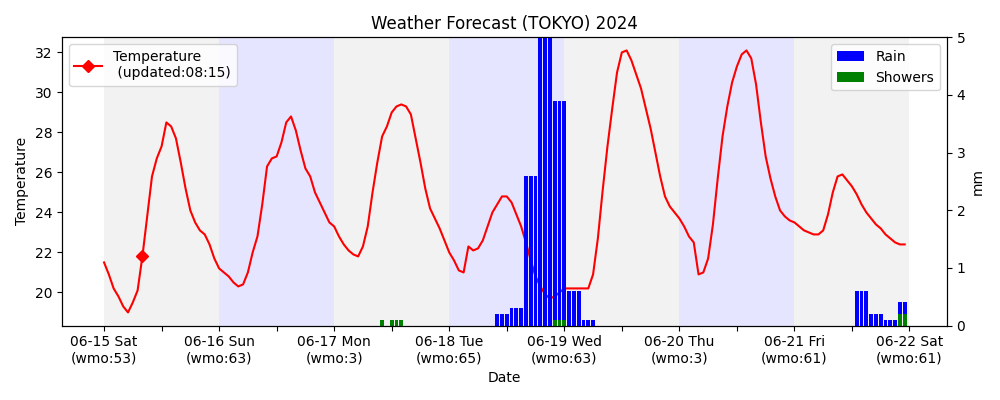 Weather Forecast (TOKYO) 2024
Temperature
(updated:08:15)
Rain
Showers
Temperature
32
30
28
26
24
22
20
5
4
3
2
1
0
mm
06-15 Sat
(wmo:53)
06-16 Sun
(wmo:63)
06-17 Mon
(wmo:3)
06-18 Tue
(wmo:65)
06-19 Wed
(wmo:63)
06-20 Thu
(wmo:3)
06-21 Fri
(wmo:61)
06-22 Sat
(wmo:61)
Date